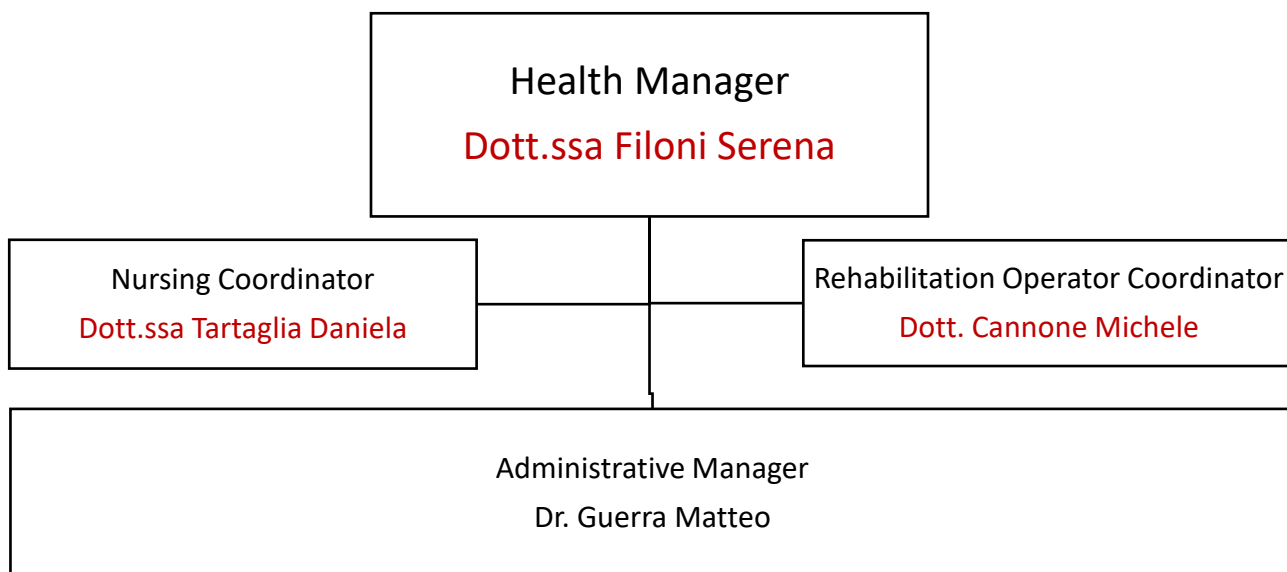 Health Manager
Dott.ssa Filoni Serena
Nursing Coordinator
Dott.ssa Tartaglia Daniela
Rehabilitation Operator Coordinator
Dott. Cannone Michele
Administrative Manager
Dr. Guerra Matteo